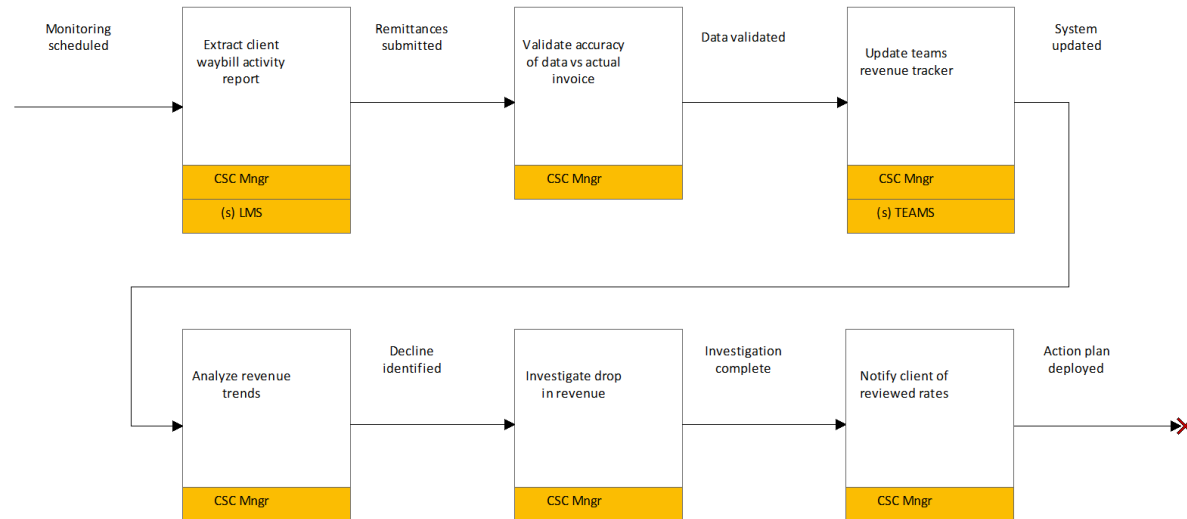 Monitoring
scheduled
Extract client
waybill activity
report
CSC Mngr
(s) LMS
Remittances
submitted
Validate accuracy
of data vs actual
invoice
CSC Mngr
Data validated
Update teams
revenue tracker
CSC Mngr
(s) TEAMS
System
updated
Analyze revenue
trends
CSC Mngr
Decline
identified
Investigate drop
in revenue
CSC Mngr
Investigation
complete
Notify client of
reviewed rates
CSC Mngr
Action plan
deployed